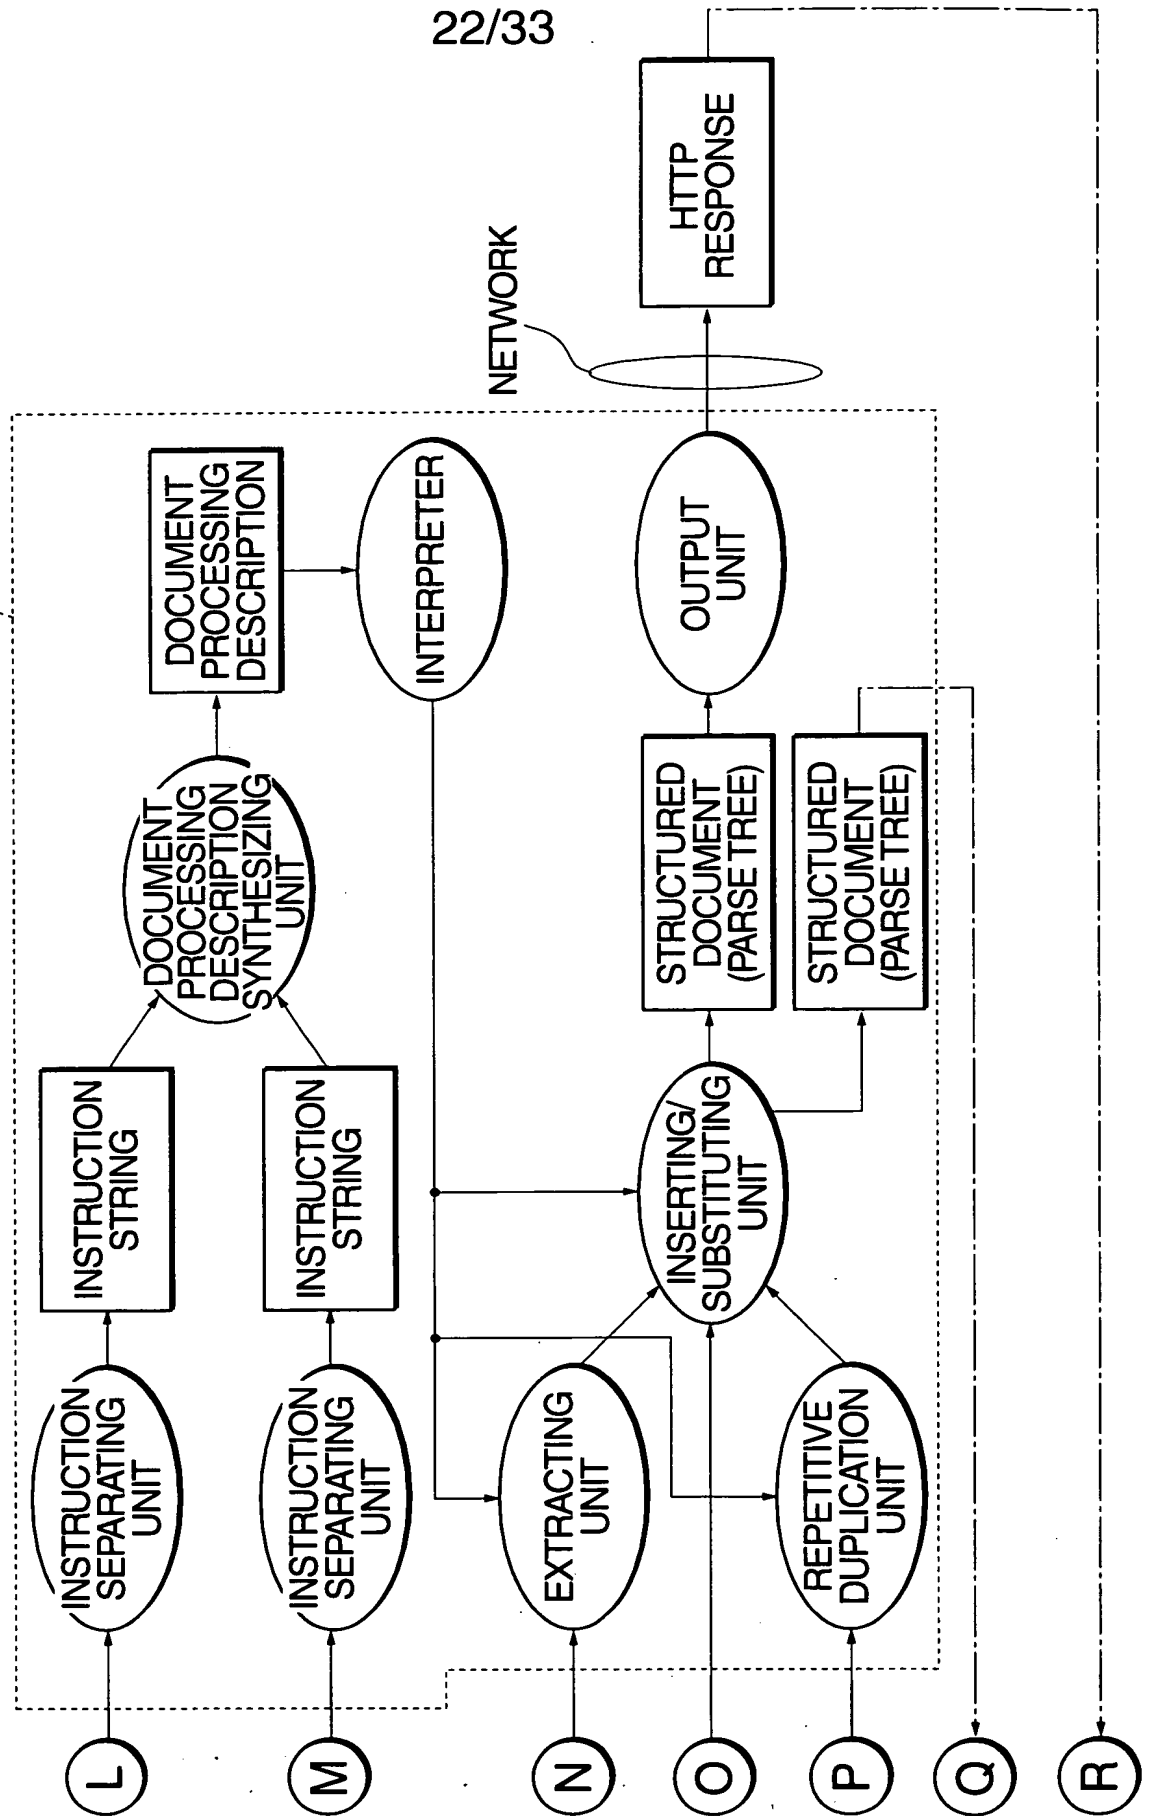 22/33
L
INSTRUCTION
SEPARATING
UNIT
INSTRUCTION
STRING
DOCUMENT
PROCESSING
DESCRIPTION
SYNTHESIZING
UNIT
DOCUMENT
PROCESSING
DESCRIPTION
M
INSTRUCTION
SEPARATING
UNIT
INSTRUCTION
STRING
INTERPRETER
NETWORK
N
EXTRACTING
UNIT
O
INSERTING/
SUBSTITUTING
UNIT
STRUCTURED
DOCUMENT
(PARSE TREE)
OUTPUT
UNIT
HTTP
RESPONSE
P
REPETITIVE
DUPLICATION
UNIT
STRUCTURED
DOCUMENT
(PARSE TREE)
Q
R